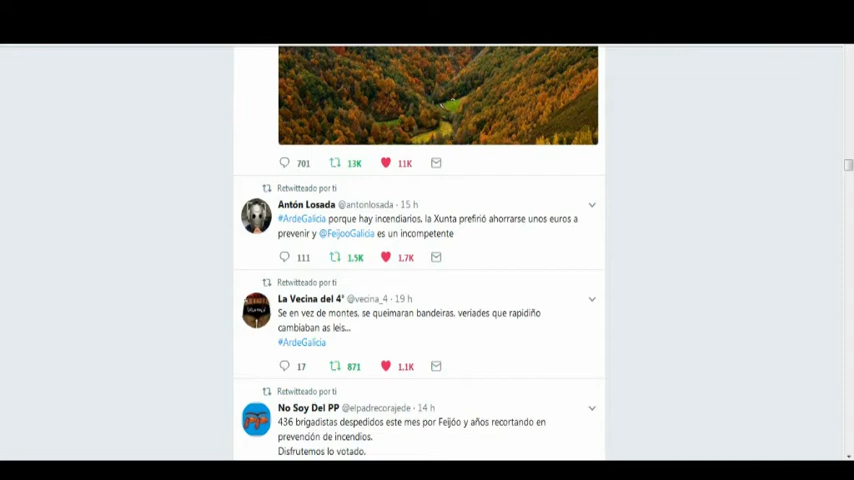 701 13K 11K
Retwitteado por ti
Antón Losada @antonlosada · 15 h
#ArdeGalicia porque hay incendiarios, la Xunta prefirió ahorrarse unos euros a
prevenir y @FeijooGalicia es un incompetente
111 1.5K 1.7K
Retwitteado por ti
La Vecina del 4° @vecina_4 · 19 h
Se en vez de montes, se queimaran bandeiras, veriades que rapidiño
cambiaban as leis...
#ArdeGalicia
17 871 1.1K
Retwitteado por ti
No Soy Del PP @elpadrecorajede · 14 h
436 brigadistas despedidos este mes por Feijóo y años recortando en
prevención de incendios.
Disfrutemos lo votado.